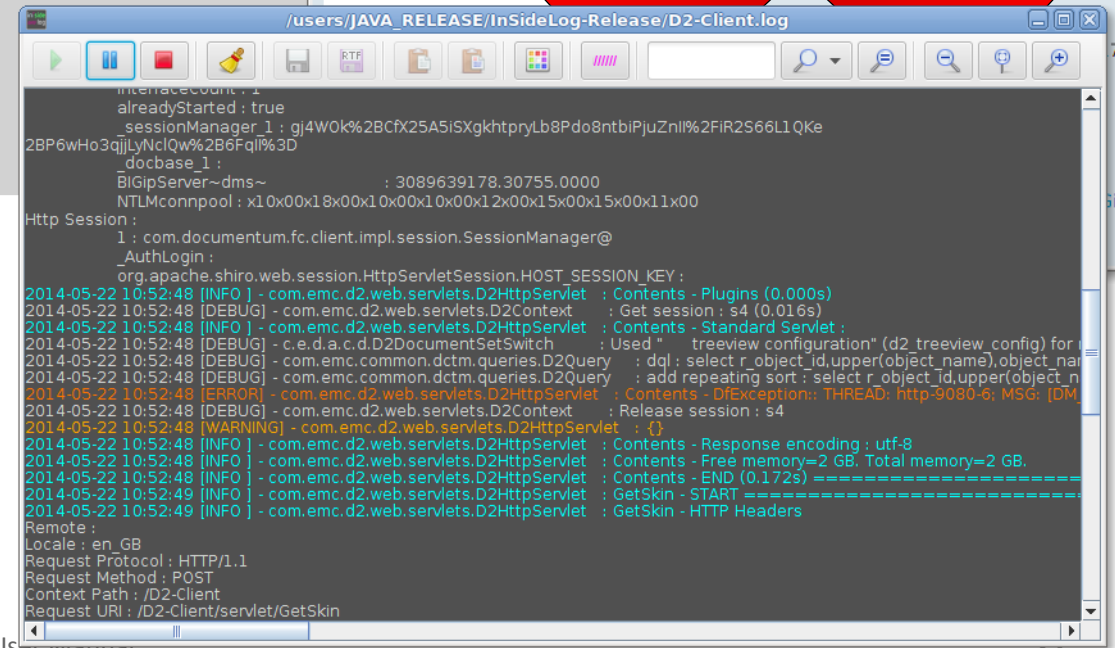 /users/JAVA_RELEASE/InSideLog-Release/D2-Client.log
RTF
interfaceCount : 1
alreadyStarted : true
_sessionManager_1 : gj4WOk%2BCfX25A5iSXgkhtpryLb8Pdo8ntbiPjuZnII%2FiR2S66L1QKe
2BP6wHo3qjjLyNclQw%2B6FqII%3D
_docbase_1 :
BIGipServer~dms~ : 3089639178.30755.0000
NTLMconnpool : x10x00x18x00x10x00x10x00x12x00x15x00x15x00x11x00
Http Session :
1 : com.documentum.fc.client.impl.session.SessionManager@
_AuthLogin :
org.apache.shiro.web.session.HttpServletSession.HOST_SESSION_KEY :
2014-05-22 10:52:48 [INFO ] - com.emc.d2.web.servlets.D2HttpServlet : Contents - Plugins (0.000s)
2014-05-22 10:52:48 [DEBUG] - com.emc.d2.web.servlets.D2Context : Get session : s4 (0.016s)
2014-05-22 10:52:48 [INFO ] - com.emc.d2.web.servlets.D2HttpServlet : Contents - Standard Servlet :
2014-05-22 10:52:48 [DEBUG] - c.e.d.a.c.d.D2DocumentSetSwitch : Used " treeview configuration" (d2_treeview_config) for
2014-05-22 10:52:48 [DEBUG] - com.emc.common.dctm.queries.D2Query : dql : select r_object_id,upper(object_name),object_nar
2014-05-22 10:52:48 [DEBUG] - com.emc.common.dctm.queries.D2Query : add repeating sort : select r_object_id,upper(object_n
2014-05-22 10:52:48 [ERROR] - com.emc.d2.web.servlets.D2HttpServlet : Contents - DfException:: THREAD: http-9080-6; MSG: [DM_
2014-05-22 10:52:48 [DEBUG] - com.emc.d2.web.servlets.D2Context : Release session : s4
2014-05-22 10:52:48 [WARNING] - com.emc.d2.web.servlets.D2HttpServlet : {}
2014-05-22 10:52:48 [INFO ] - com.emc.d2.web.servlets.D2HttpServlet : Contents - Response encoding : utf-8
2014-05-22 10:52:48 [INFO ] - com.emc.d2.web.servlets.D2HttpServlet : Contents - Free memory=2 GB. Total memory=2 GB.
2014-05-22 10:52:48 [INFO ] - com.emc.d2.web.servlets.D2HttpServlet : Contents - END (0.172s) =======================
2014-05-22 10:52:49 [INFO ] - com.emc.d2.web.servlets.D2HttpServlet : GetSkin - START =============================
2014-05-22 10:52:49 [INFO ] - com.emc.d2.web.servlets.D2HttpServlet : GetSkin - HTTP Headers
Remote :
Locale : en_GB
Request Protocol : HTTP/1.1
Request Method : POST
Context Path : /D2-Client
Request URI : /D2-Client/servlet/GetSkin